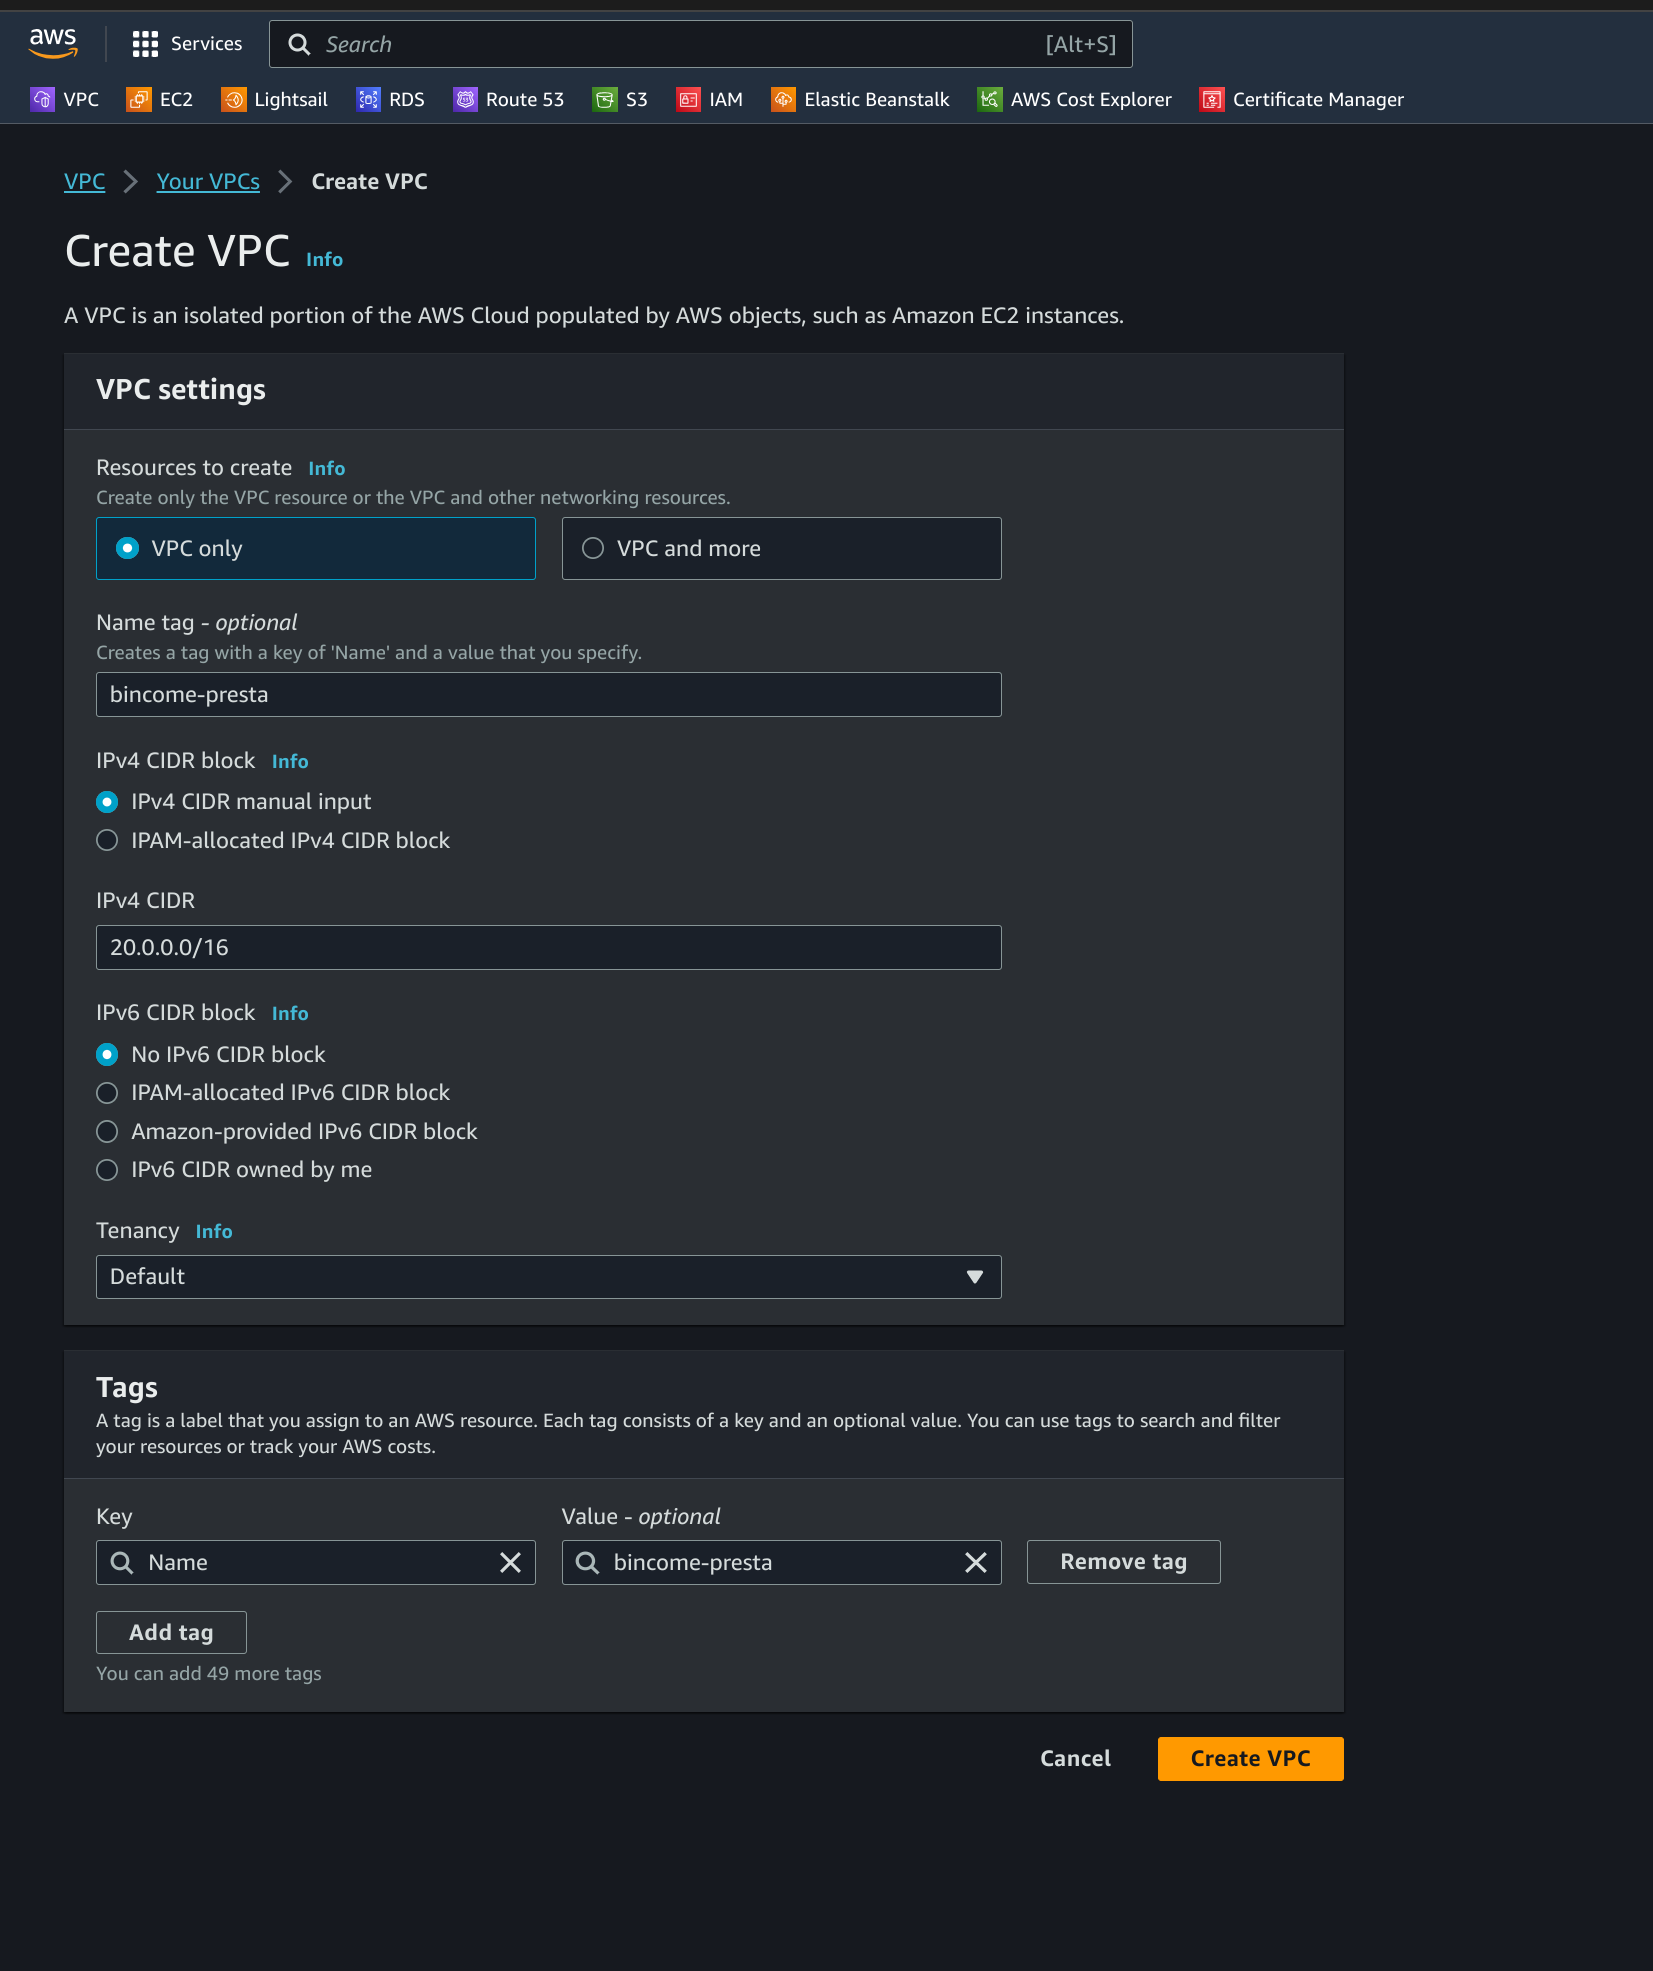 aws
Services
Search [Alt+S]
VPC EC2 Lightsail RDS Route 53 S3 IAM Elastic Beanstalk AWS Cost Explorer Certificate Manager
VPC Your VPCs Create VPC
Create VPC Info
A VPC is an isolated portion of the AWS Cloud populated by AWS objects, such as Amazon EC2 instances.
VPC settings
Resources to create Info
Create only the VPC resource or the VPC and other networking resources.
VPC only VPC and more
Name tag - optional
Creates a tag with a key of 'Name' and a value that you specify.
bincome-presta
IPv4 CIDR block Info
IPv4 CIDR manual input
IPAM-allocated IPv4 CIDR block
IPv4 CIDR
20.0.0.0/16
IPv6 CIDR block Info
No IPv6 CIDR block
IPAM-allocated IPv6 CIDR block
Amazon-provided IPv6 CIDR block
IPv6 CIDR owned by me
Tenancy Info
Default
Tags
A tag is a label that you assign to an AWS resource. Each tag consists of a key and an optional value. You can use tags to search and filter
your resources or track your AWS costs.
Key Value - optional
Name bincome-presta Remove tag
Add tag
You can add 49 more tags
Cancel Create VPC